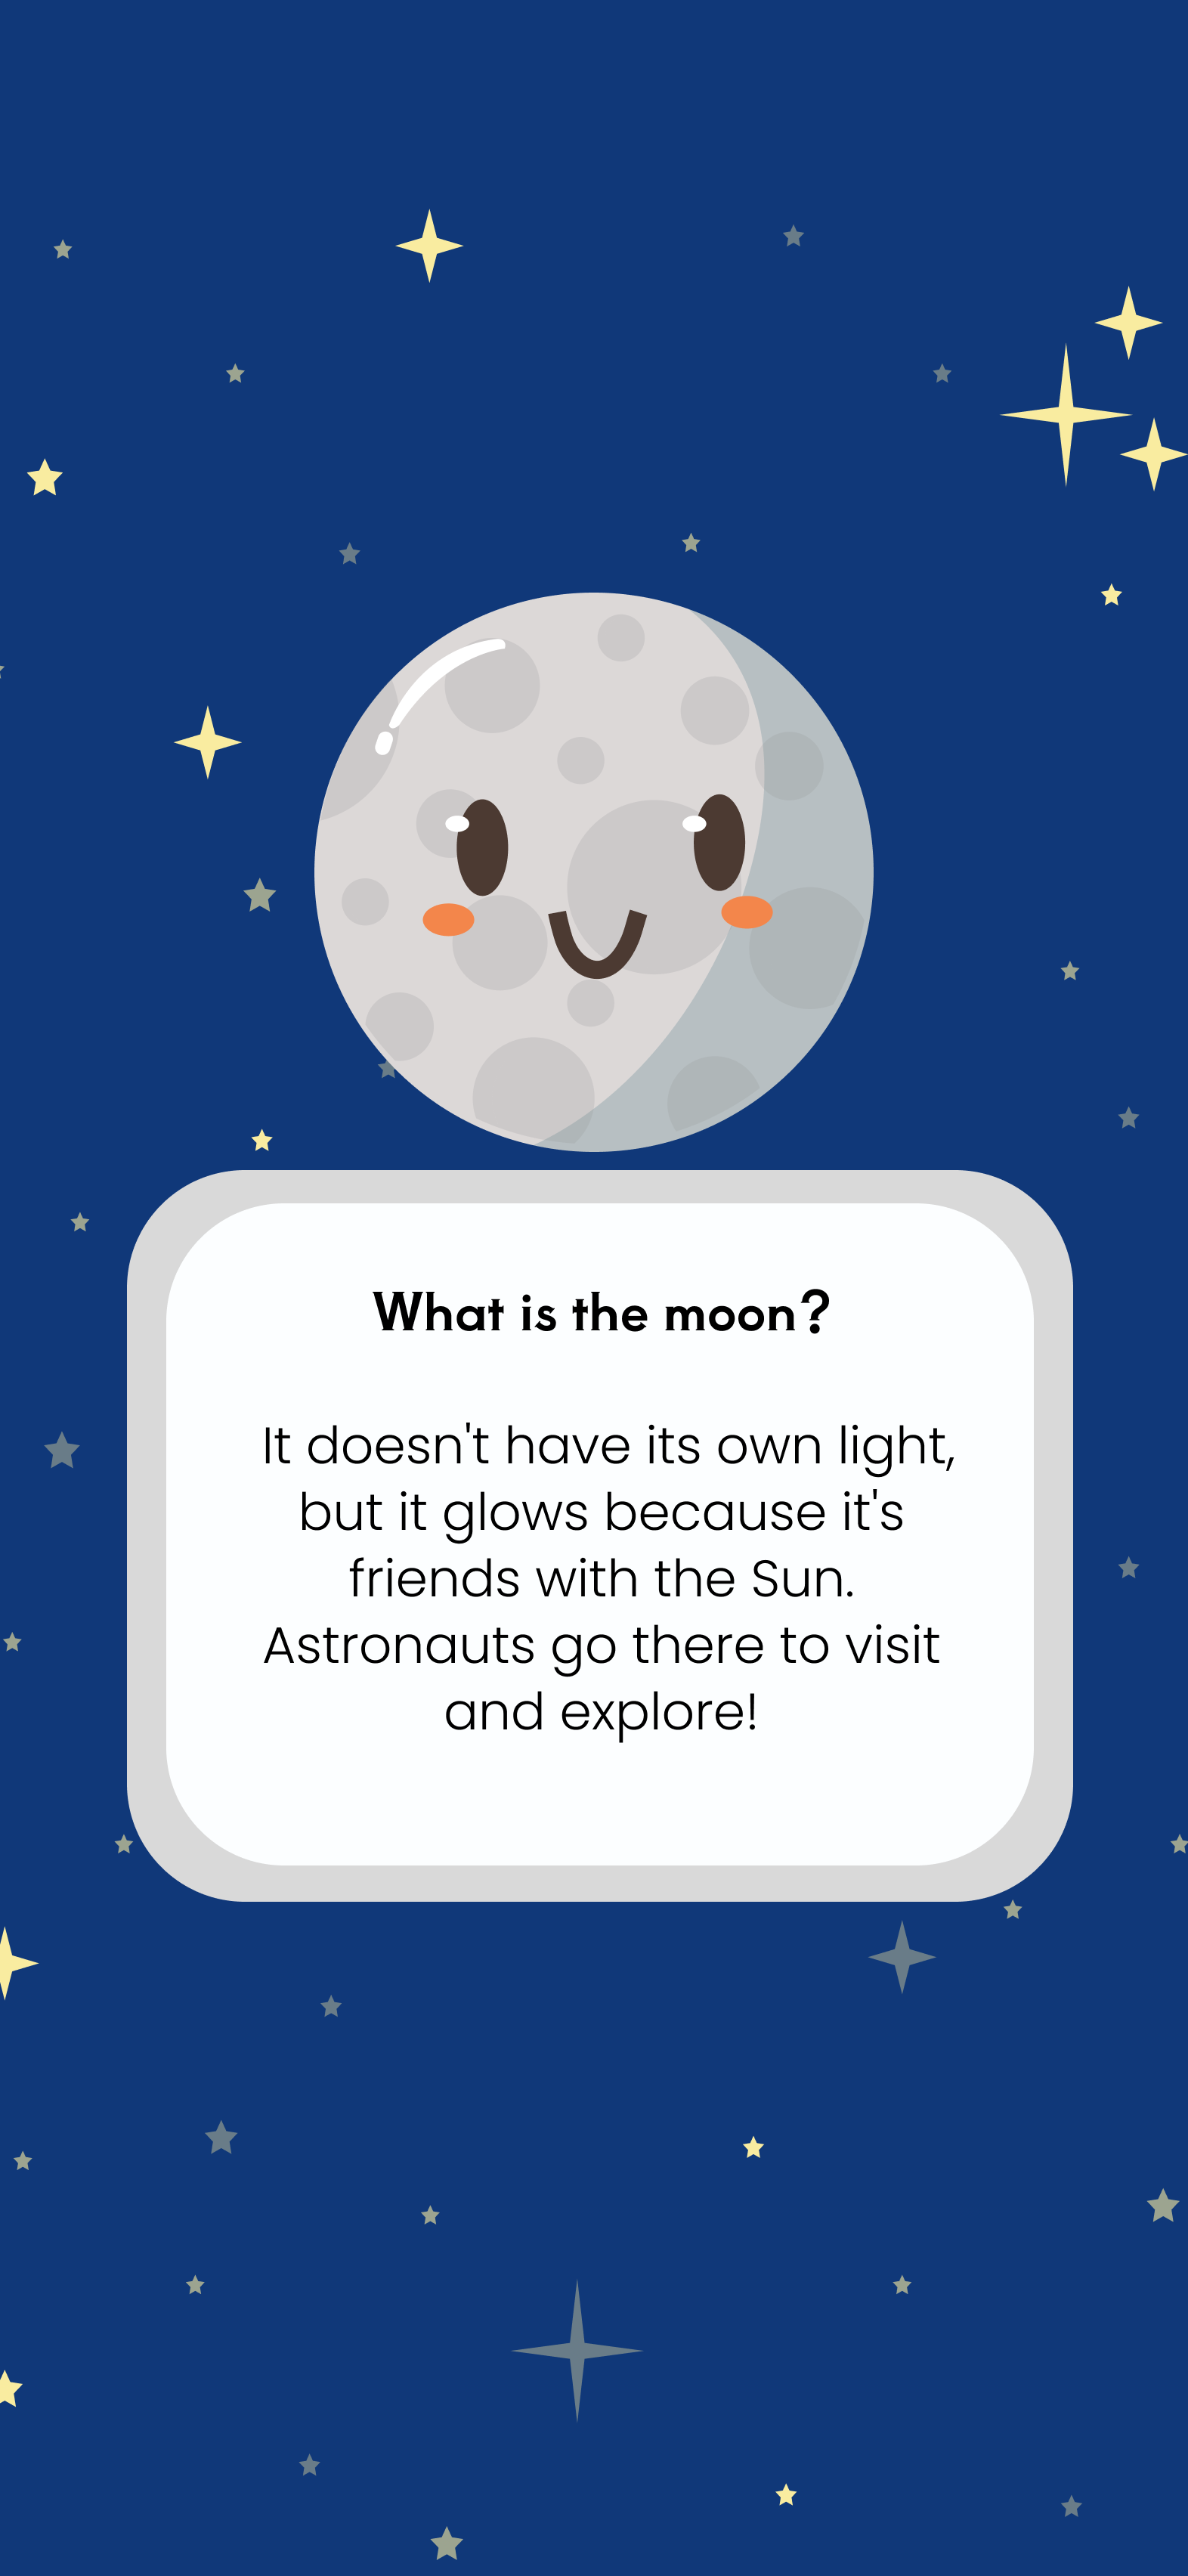 What is the moon?
It doesn't have its own light,
but it glows because it's
friends with the Sun.
Astronauts go there to visit
and explore!